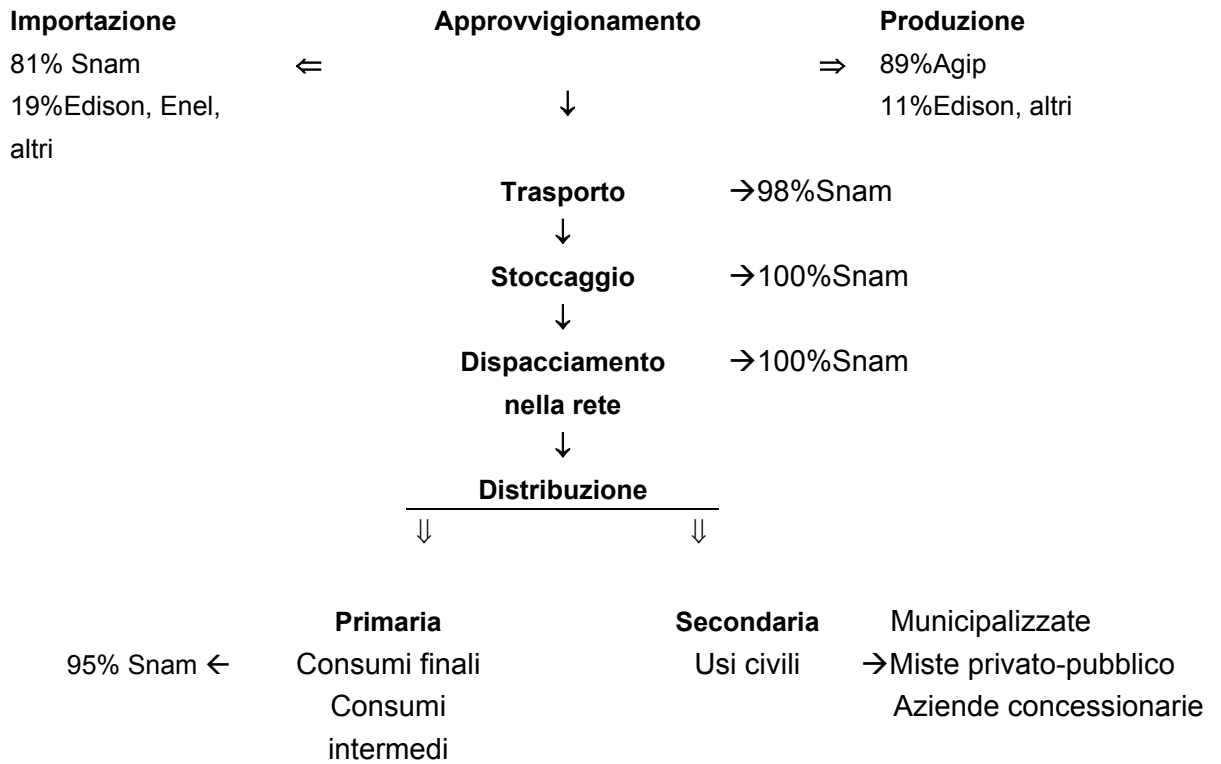 Importazione Approvvigionamento Produzione
81% Snam ⇐ ⇒ 89%Agip
19%Edison, Enel, ↓ 11%Edison, altri
altri
Trasporto →98%Snam
↓
Stoccaggio →100%Snam
↓
Dispacciamento →100%Snam
nella rete
↓
Distribuzione
⇓ ⇓
Primaria Secondaria Municipalizzate
95% Snam ← Consumi finali Usi civili →Miste privato-pubblico
Consumi Aziende concessionarie
intermedi